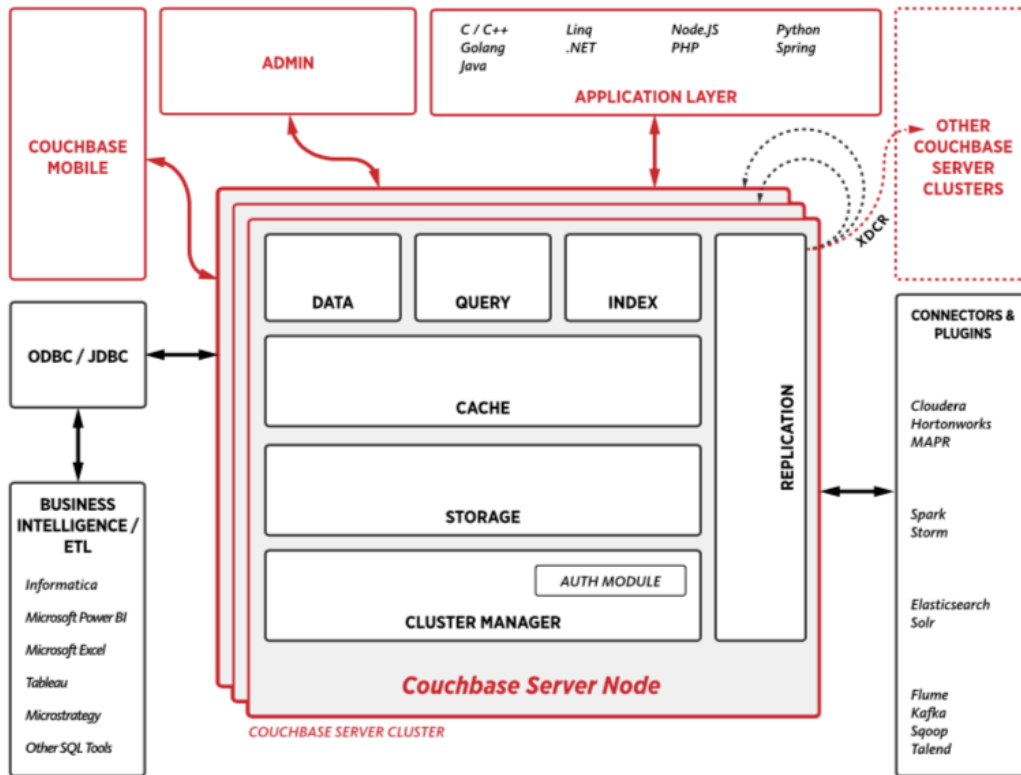 C / C++
Golang
Java
Linq
.NET
Node.JS
PHP
Python
Spring
APPLICATION LAYER
ADMIN
COUCHBASE
MOBILE
OTHER
COUCHBASE
SERVER
CLUSTERS
XDCR
DATA
QUERY
INDEX
CACHE
STORAGE
AUTH MODULE
CLUSTER MANAGER
REPLICATION
Couchbase Server Node
COUCHBASE SERVER CLUSTER
ODBC / JDBC
BUSINESS
INTELLIGENCE /
ETL
Informatica
Microsoft Power BI
Microsoft Excel
Tableau
Microstrategy
Other SQL Tools
CONNECTORS &
PLUGINS
Cloudera
Hortonworks
MAPR
Spark
Storm
Elasticsearch
Solr
Flume
Kafka
Sqoop
Talend